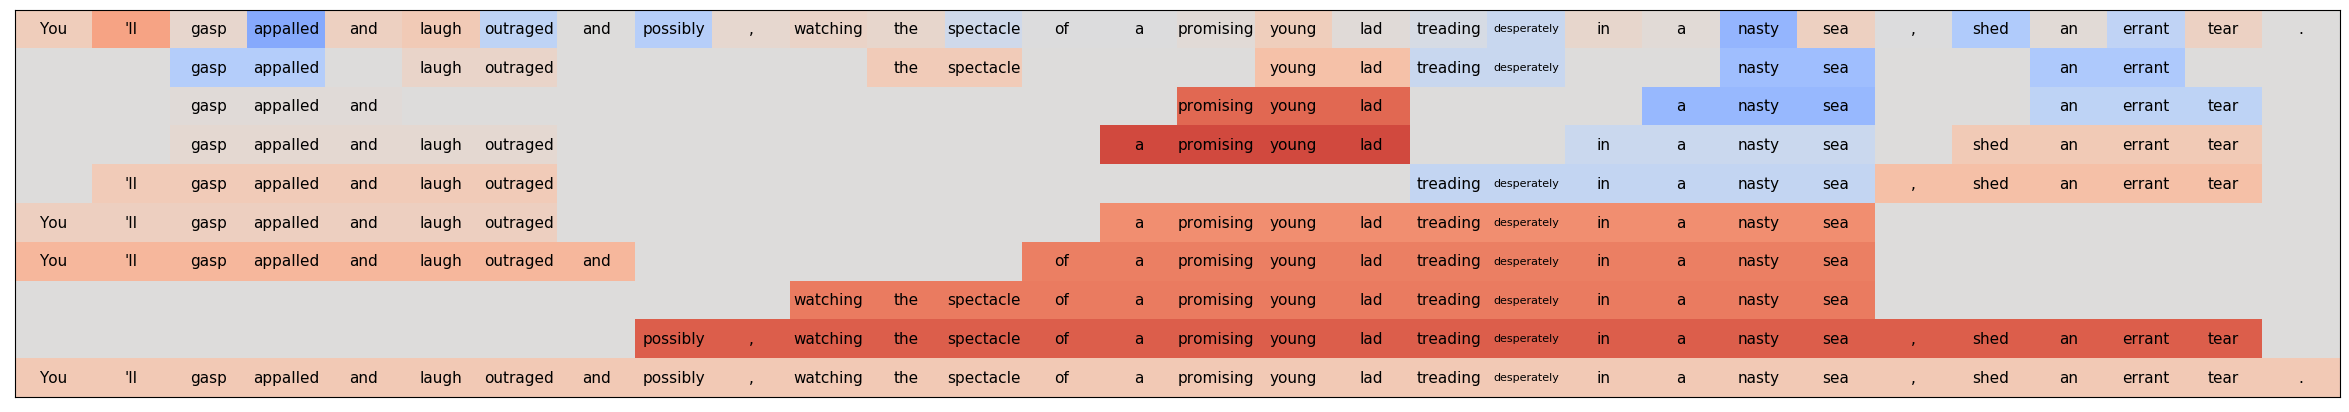 You 'll gasp appalled and laugh outraged and possibly , watching the spectacle of a promising young lad treading desperately in a nasty sea , shed an errant tear .
gasp appalled laugh outraged the spectacle young lad treading desperately nasty sea an errant
gasp appalled and promising young lad a nasty sea an errant tear
gasp appalled and laugh outraged a promising young lad in a nasty sea shed an errant tear
'll gasp appalled and laugh outraged treading desperately in a nasty sea , shed an errant tear
You 'll gasp appalled and laugh outraged a promising young lad treading desperately in a nasty sea
You 'll gasp appalled and laugh outraged and of a promising young lad treading desperately in a nasty sea
watching the spectacle of a promising young lad treading desperately in a nasty sea
possibly , watching the spectacle of a promising young lad treading desperately in a nasty sea , shed an errant tear
You 'll gasp appalled and laugh outraged and possibly , watching the spectacle of a promising young lad treading desperately in a nasty sea , shed an errant tear .